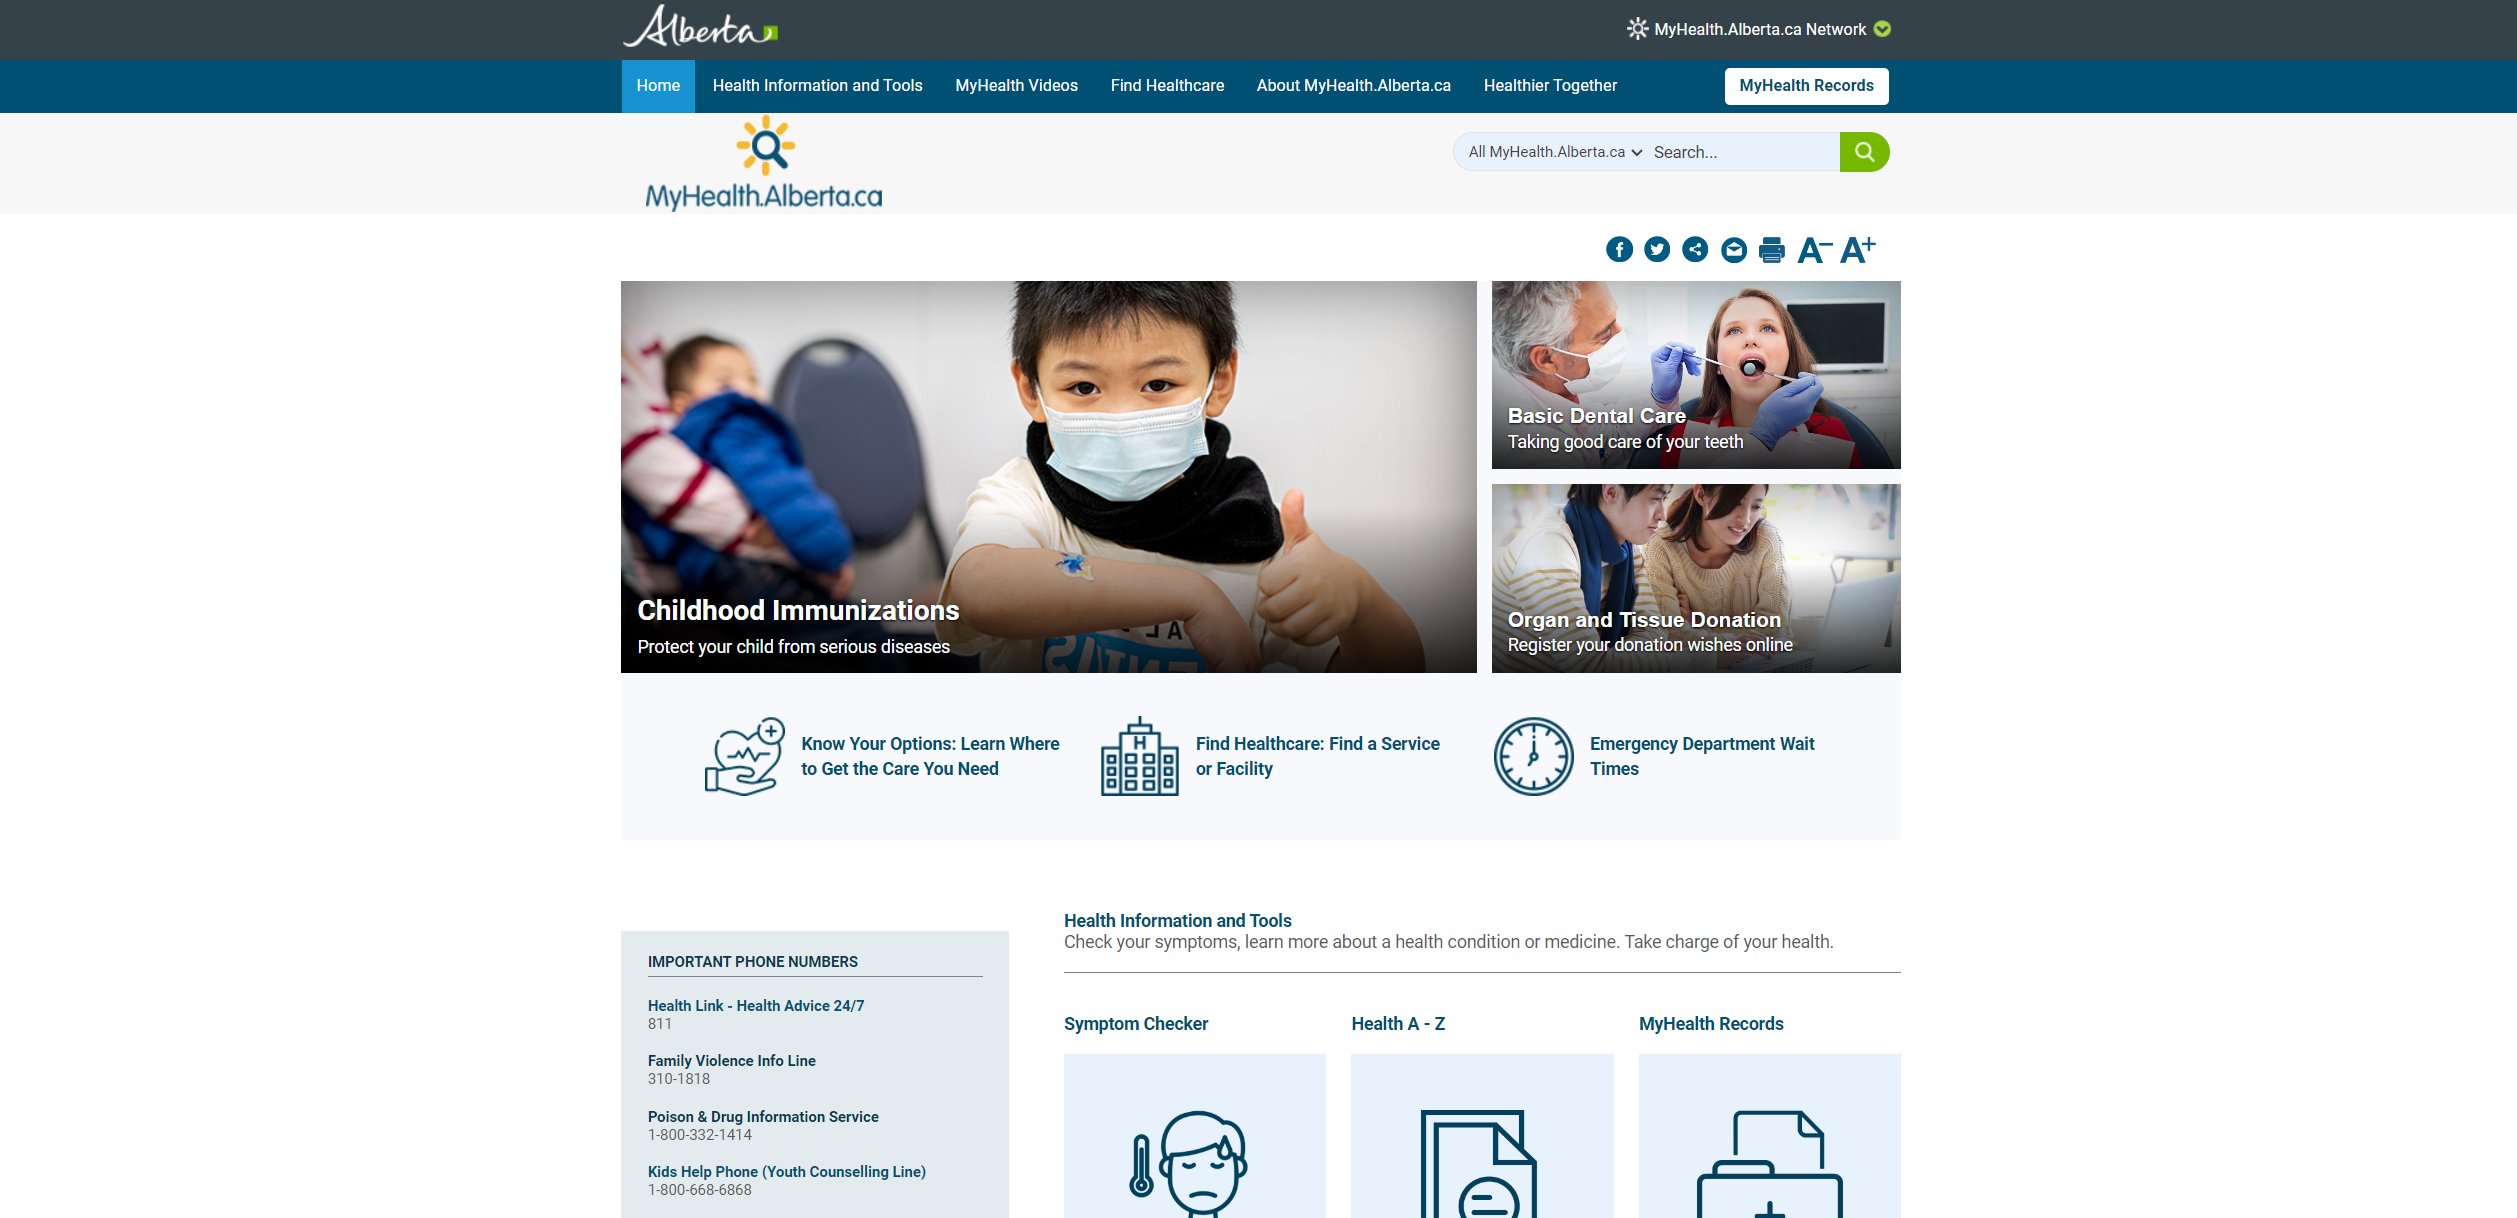 Alberta
MyHealth.Alberta.ca Network
Home
Health Information and Tools
MyHealth Videos
Find Healthcare
About MyHealth.Alberta.ca
Healthier Together
MyHealth Records
MyHealth.Alberta.ca
All MyHealth.Alberta.ca
Search...
A−
A+
Childhood Immunizations
Protect your child from serious diseases
Basic Dental Care
Taking good care of your teeth
Organ and Tissue Donation
Register your donation wishes online
Know Your Options: Learn Where
to Get the Care You Need
H
Find Healthcare: Find a Service
or Facility
Emergency Department Wait
Times
IMPORTANT PHONE NUMBERS
Health Link - Health Advice 24/7
811
Family Violence Info Line
310-1818
Poison & Drug Information Service
1-800-332-1414
Kids Help Phone (Youth Counselling Line)
1-800-668-6868
Health Information and Tools
Check your symptoms, learn more about a health condition or medicine. Take charge of your health.
Symptom Checker
Health A - Z
MyHealth Records